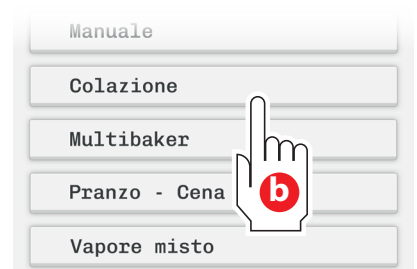 Manuale
Colazione
Multibaker
Pranzo - Cena
b
Vapore misto